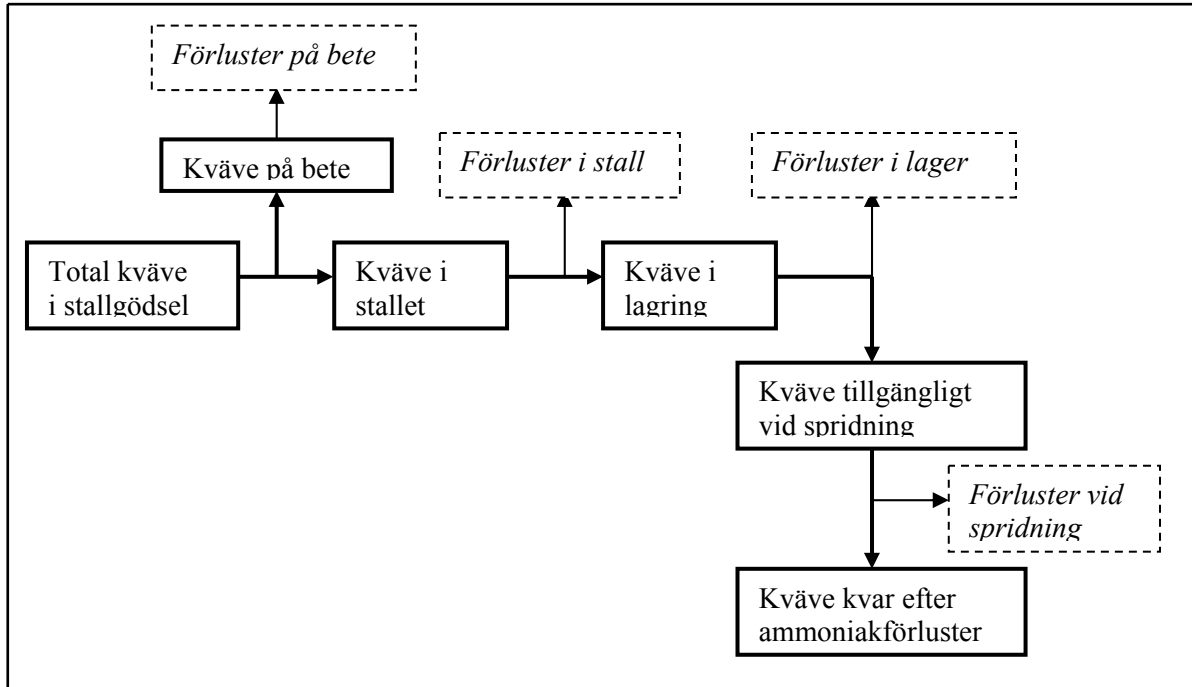 Förluster på bete
Kväve på bete
Förluster i stall
Förluster i lager
Total kväve
i stallgödsel
Kväve i
stallet
Kväve i
lagring
Kväve tillgängligt
vid spridning
Förluster vid
spridning
Kväve kvar efter
ammoniakförluster